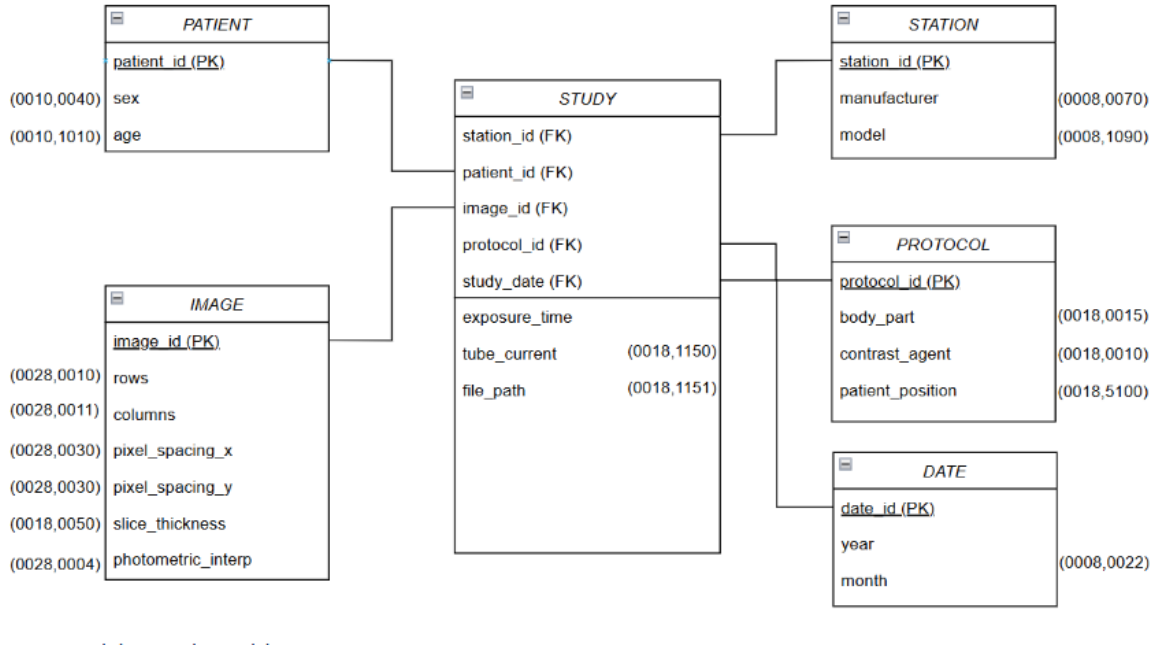 PATIENT
patient_id (PK)
(0010,0040) sex
(0010,1010) age
STATION
station_id (PK)
manufacturer (0008,0070)
model (0008,1090)
STUDY
station_id (FK)
patient_id (FK)
image_id (FK)
protocol_id (FK)
study_date (FK)
exposure_time
tube_current (0018,1150)
file_path (0018,1151)
IMAGE
image_id (PK)
(0028,0010) rows
(0028,0011) columns
(0028,0030) pixel_spacing_x
(0028,0030) pixel_spacing_y
(0018,0050) slice_thickness
(0028,0004) photometric_interp
PROTOCOL
protocol_id (PK)
body_part (0018,0015)
contrast_agent (0018,0010)
patient_position (0018,5100)
DATE
date_id (PK)
year
(0008,0022)
month